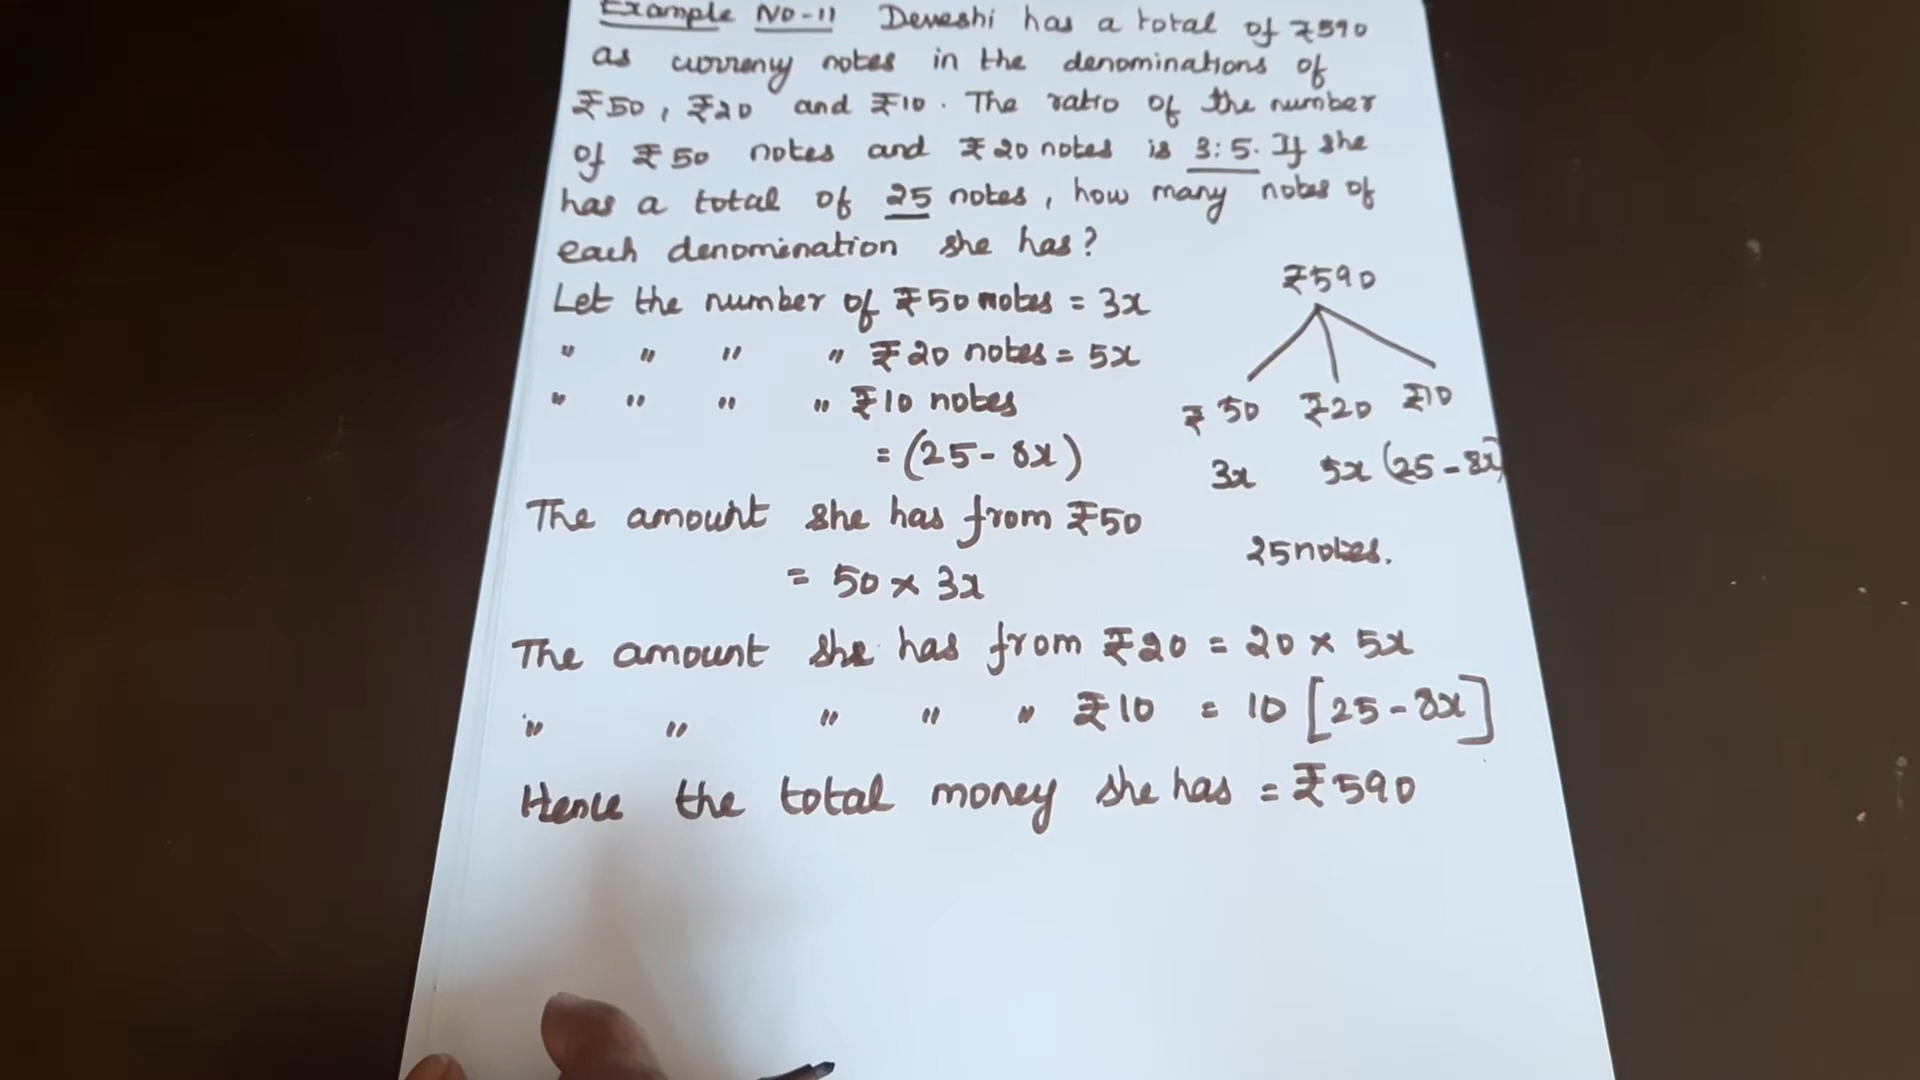 Example No-11 Deveshi has a total of ₹590
as curreny notes in the denominations of
₹50, ₹20 and ₹10. The ratio of the number
of ₹50 notes and ₹20 notes is 3:5. If she
has a total of 25 notes, how many notes of
each denomination she has?
Let the number of ₹50 notes = 3x
" " " " ₹20 notes = 5x
" " " " ₹10 notes
= (25-8x)
₹590
₹50 ₹20 ₹10
3x 5x (25-8x)
25 notes.
The amount she has from ₹50
= 50 × 3x
The amount she has from ₹20 = 20 × 5x
" " " " " ₹10 = 10 [25-8x]
Hence the total money she has = ₹590